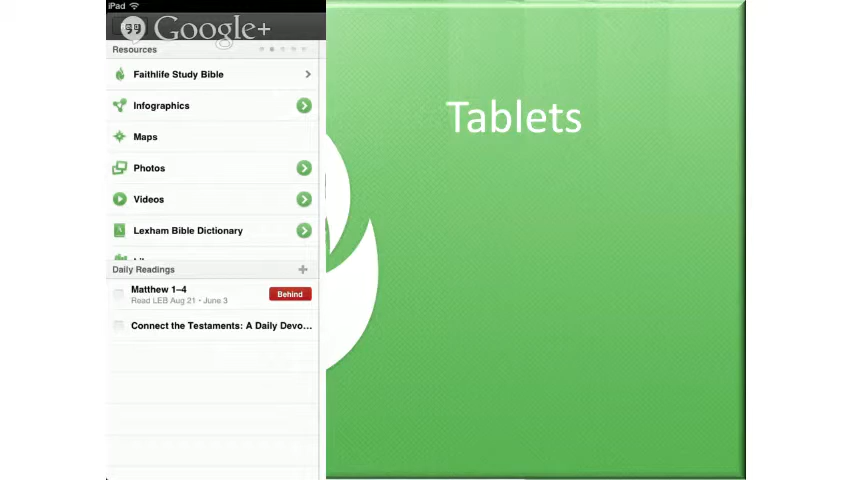 iPad
Google+
Resources
Faithlife Study Bible
Infographics
Maps
Photos
Videos
Lexham Bible Dictionary
Daily Readings
Matthew 1–4
Read LEB Aug 21 • June 3
Behind
Connect the Testaments: A Daily Devo...
Tablets